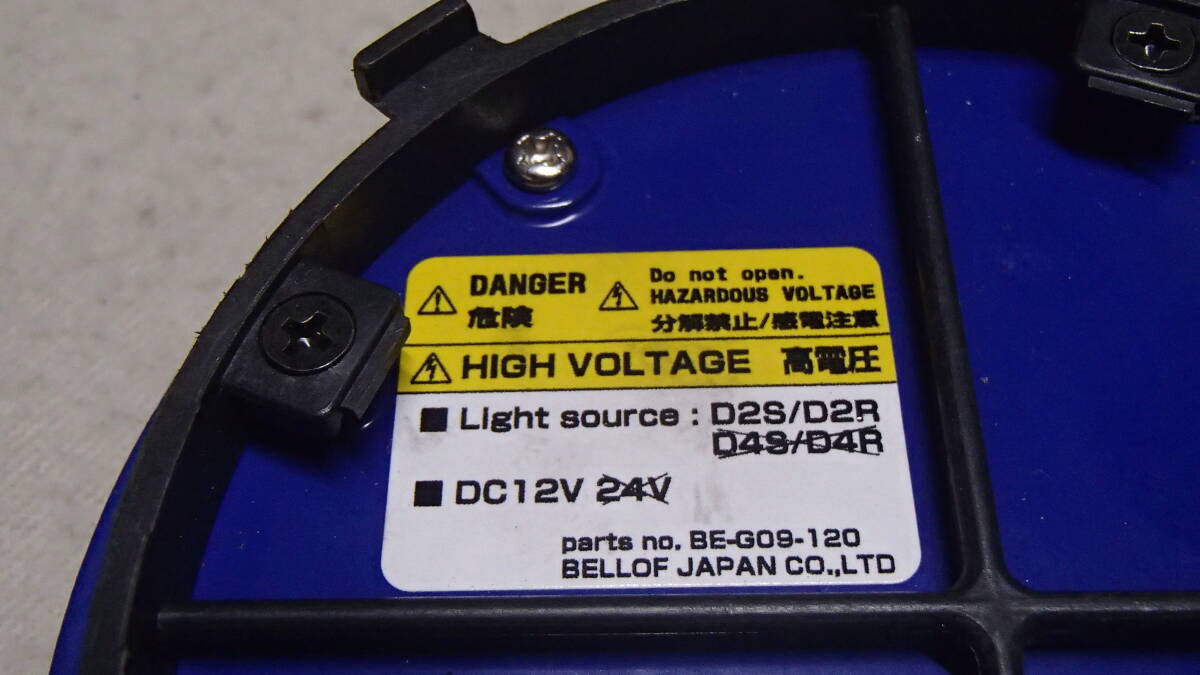 DANGER
危険
Do not open.
HAZARDOUS VOLTAGE
分解禁止/感電注意
HIGH VOLTAGE 高電圧
■ Light source : D2S/D2R
D4S/D4R
■ DC12V 24V
parts no. BE-G09-120
BELLOF JAPAN CO.,LTD